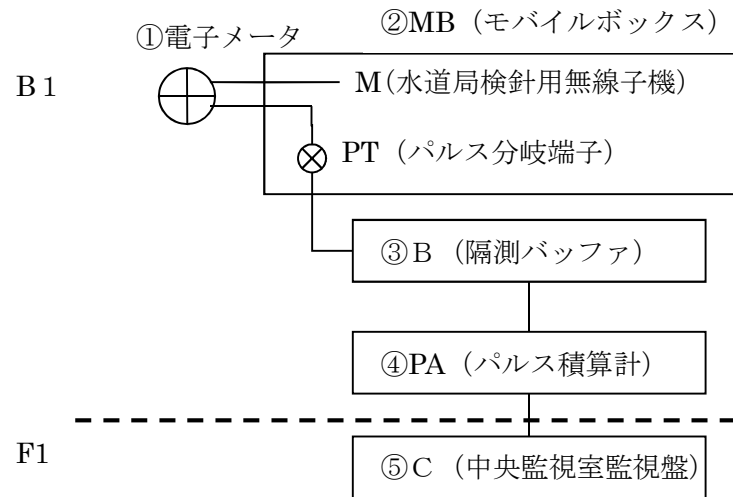 ②MB（モバイルボックス）
①電子メータ
B1
M(水道局検針用無線子機）
PT（パルス分岐端子）
③B（隔測バッファ）
④PA（パルス積算計）
F1
⑤C（中央監視室監視盤）